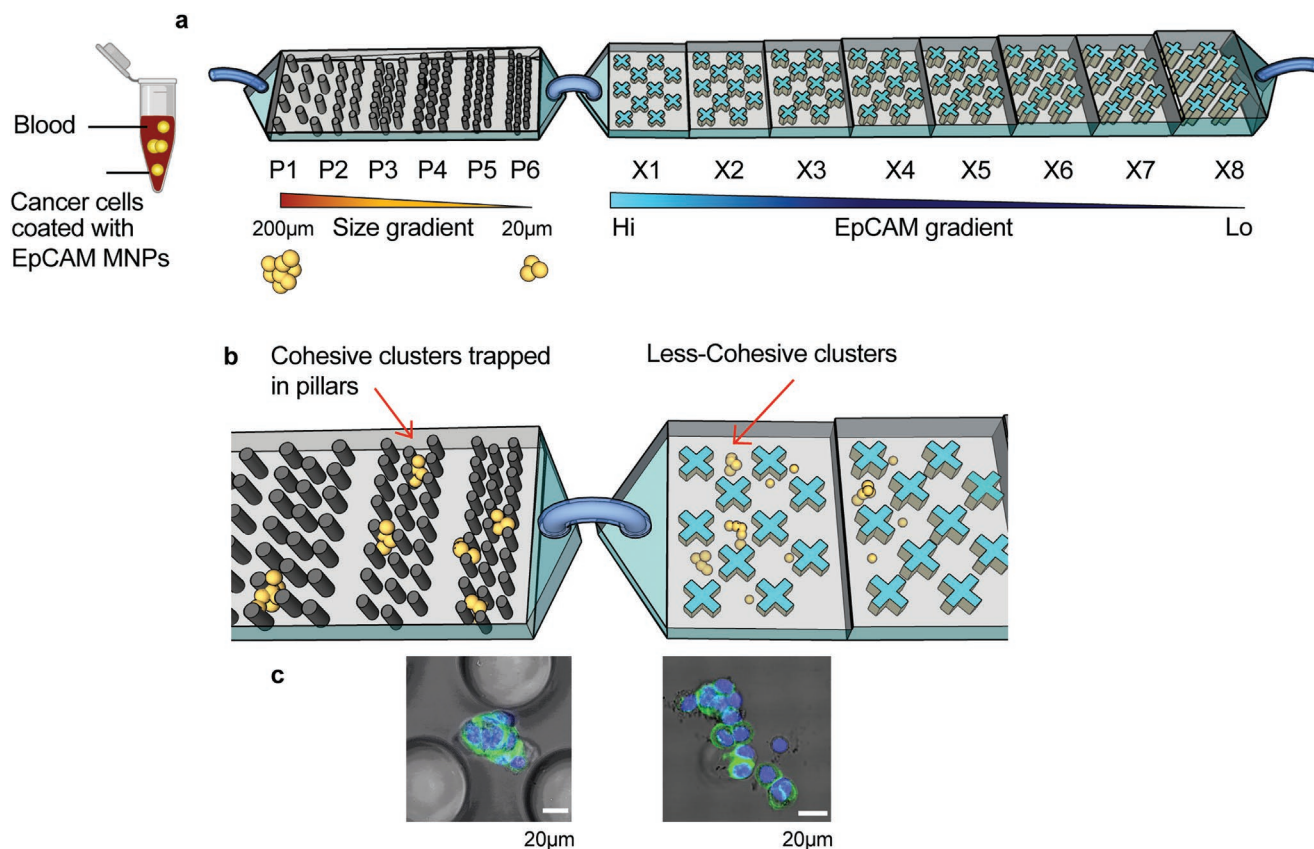 a
Blood
Cancer cells
coated with
EpCAM MNPs
P1 P2 P3 P4 P5 P6
200µm Size gradient 20µm
X1 X2 X3 X4 X5 X6 X7 X8
Hi EpCAM gradient Lo
b
Cohesive clusters trapped
in pillars
Less-Cohesive clusters
c
20µm
20µm